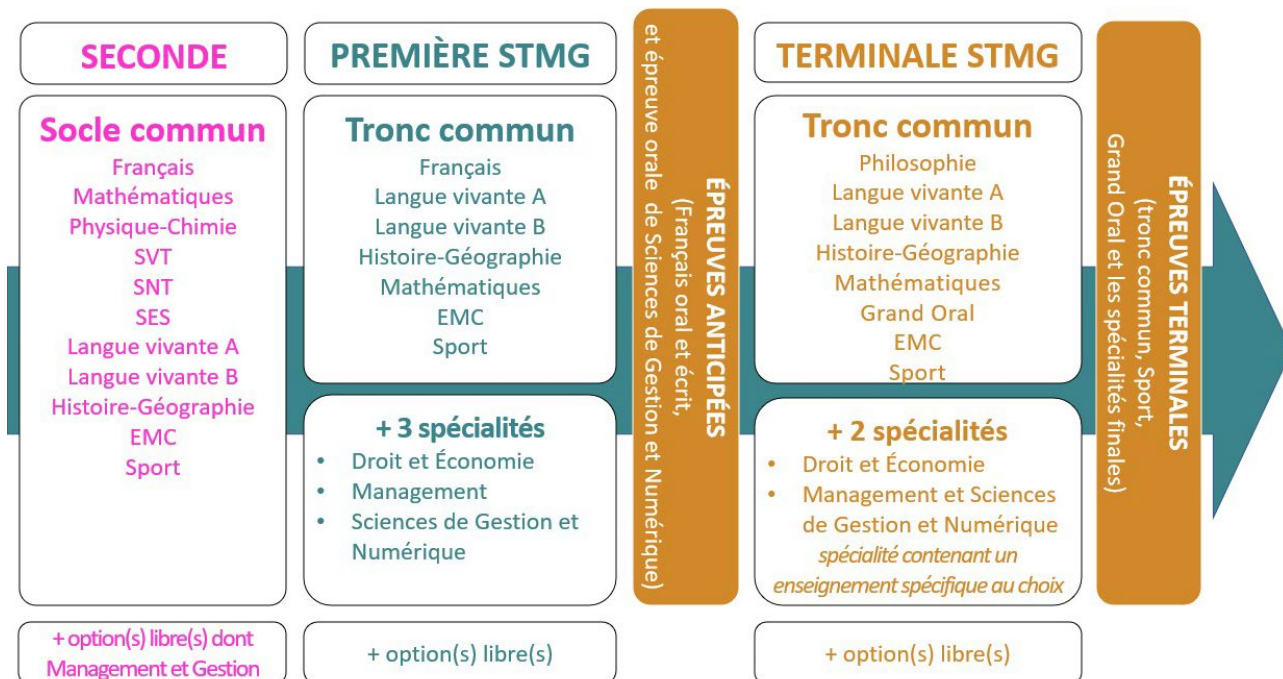 SECONDE
Socle commun
Français
Mathématiques
Physique-Chimie
SVT
SNT
SES
Langue vivante A
Langue vivante B
Histoire-Géographie
EMC
Sport
+ option(s) libre(s) dont
Management et Gestion
PREMIÈRE STMG
Tronc commun
Français
Langue vivante A
Langue vivante B
Histoire-Géographie
Mathématiques
EMC
Sport
+ 3 spécialités
• Droit et Économie
• Management
• Sciences de Gestion et
Numérique
+ option(s) libre(s)
ÉPREUVES ANTICIPÉES
(Français oral et écrit,
et épreuve orale de Sciences de Gestion et Numérique)
TERMINALE STMG
Tronc commun
Philosophie
Langue vivante A
Langue vivante B
Histoire-Géographie
Mathématiques
Grand Oral
EMC
Sport
+ 2 spécialités
• Droit et Économie
• Management et Sciences
de Gestion et Numérique
spécialité contenant un
enseignement spécifique au choix
+ option(s) libre(s)
ÉPREUVES TERMINALES
(tronc commun, Sport,
Grand Oral et les spécialités finales)